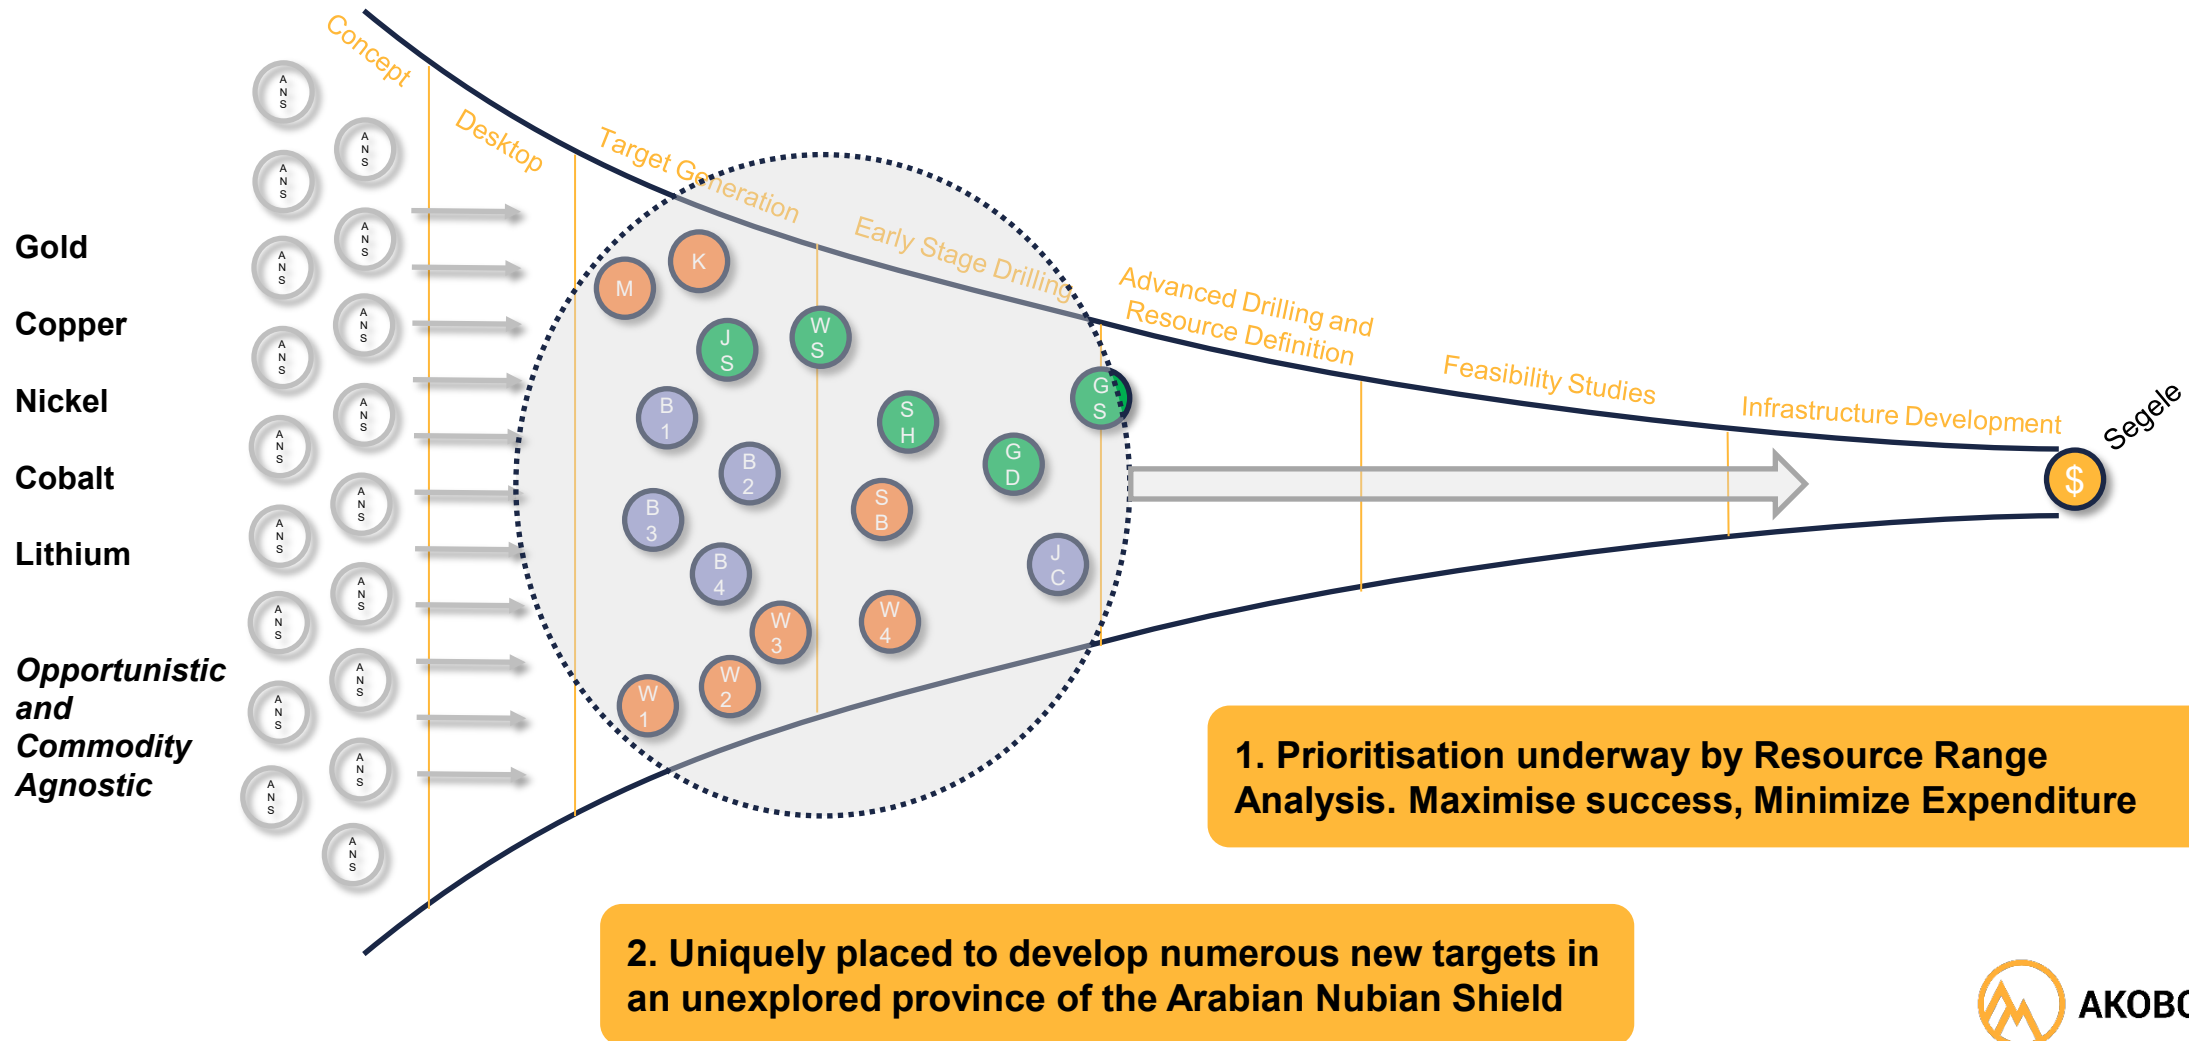 Concept
Desktop
Target Generation
Early Stage Drilling
Advanced Drilling and
Resource Definition
Feasibility Studies
Infrastructure Development
Segele
$
Gold
Copper
Nickel
Cobalt
Lithium
Opportunistic
and
Commodity
Agnostic
A
N
S
A
N
S
A
N
S
A
N
S
A
N
S
A
N
S
A
N
S
A
N
S
A
N
S
A
N
S
A
N
S
A
N
S
A
N
S
A
N
S
A
N
S
A
N
S
A
N
S
A
N
S
M
K
J
S
W
S
B
1
B
2
B
3
B
4
W
3
W
2
W
1
S
H
S
B
W
4
G
D
J
C
G
S
1. Prioritisation underway by Resource Range
Analysis. Maximise success, Minimize Expenditure
2. Uniquely placed to develop numerous new targets in
an unexplored province of the Arabian Nubian Shield
AKOBO